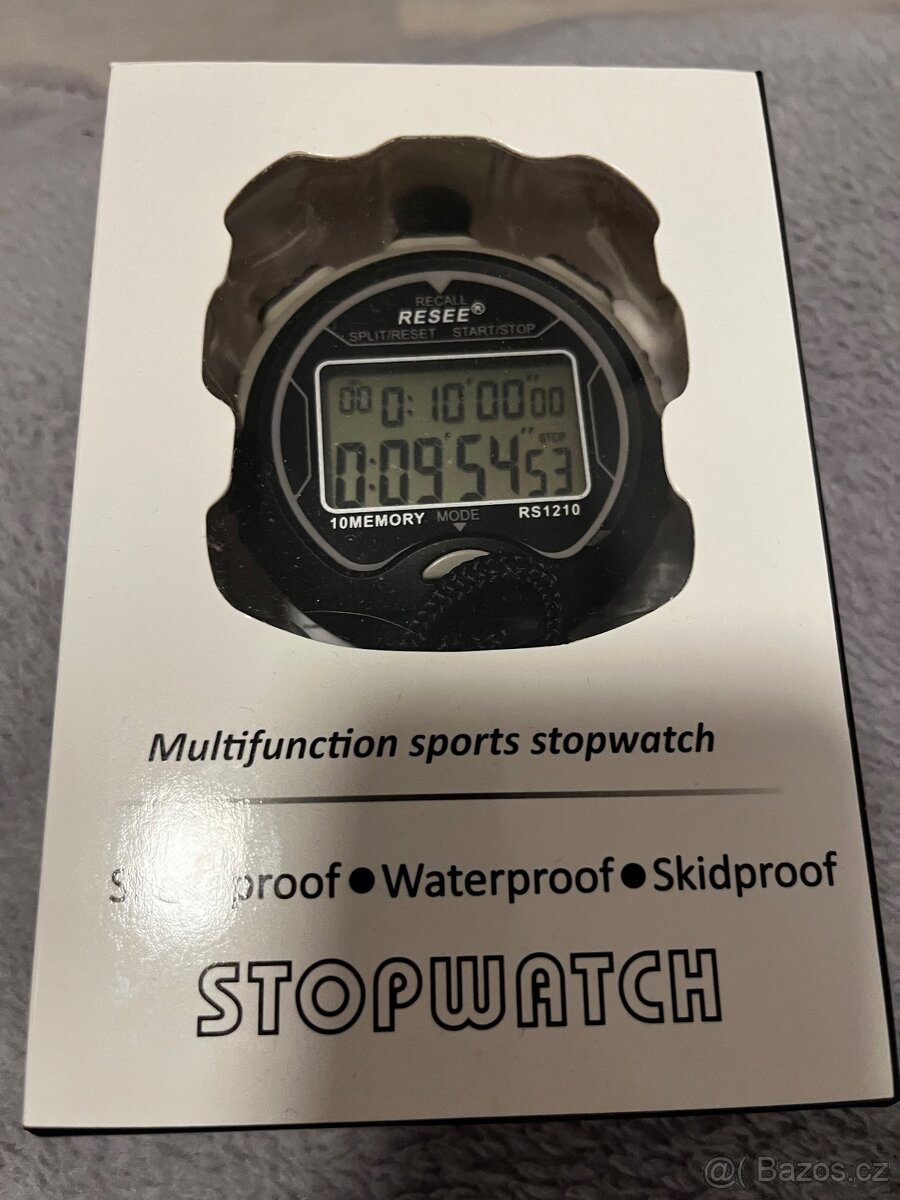 RECALL
RESEE®
SPLIT/RESET START/STOP
00 0:10'00"00
STOP
0:09'54"53
10MEMORY MODE RS1210
Multifunction sports stopwatch
●Waterproof●Skidproof
STOPWATCH
@( Bazos.cz